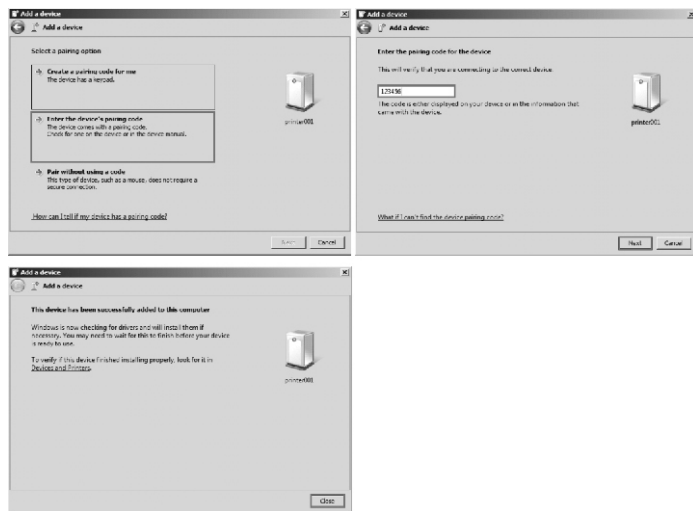 Add a device
Add a device
Select a pairing option
Create a pairing code for me
The device has a keypad.
Enter the device's pairing code
The device comes with a pairing code.
Check for one on the device or in the device manual.
Pair without using a code
This type of device, such as a mouse, does not require a
secure connection.
printer001
How can I tell if my device has a pairing code?
Next
Cancel
Add a device
Add a device
Enter the pairing code for the device
This will verify that you are connecting to the correct device.
The code is either displayed on your device or in the information that
came with the device.
printer001
What if I can't find the device pairing code?
Next
Cancel
Add a device
Add a device
This device has been successfully added to this computer
Windows is now checking for drivers and will install them if
necessary. You may need to wait for this to finish before your device
is ready to use.
To verify if this device finished installing properly, look for it in
Devices and Printers.
printer001
Close